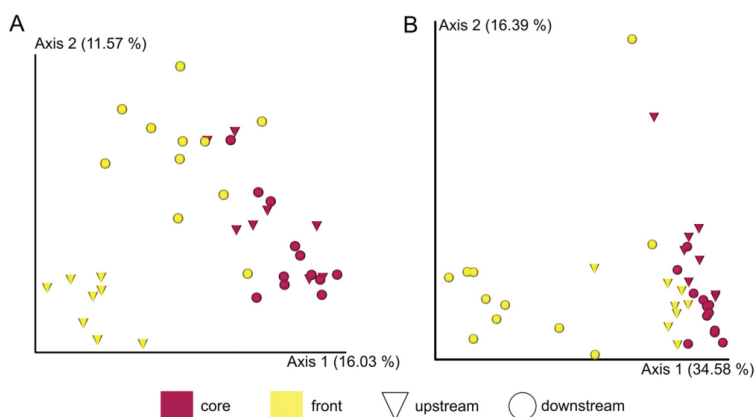 A
Axis 2 (11.57 %)
Axis 1 (16.03 %)
B
Axis 2 (16.39 %)
Axis 1 (34.58 %)
core front upstream downstream